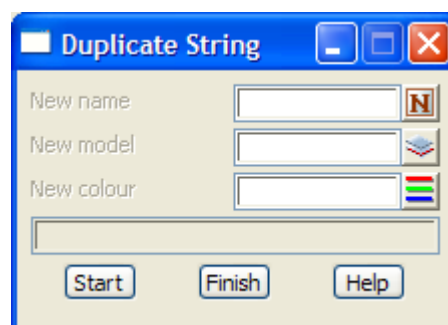 Duplicate String
New name N
New model
New colour
Start Finish Help